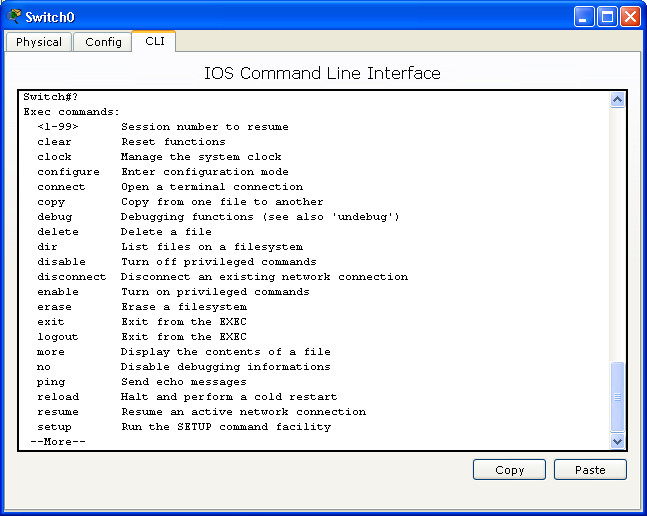 Switch0
Physical Config CLI
IOS Command Line Interface
Switch#?
Exec commands:
<1-99> Session number to resume
clear Reset functions
clock Manage the system clock
configure Enter configuration mode
connect Open a terminal connection
copy Copy from one file to another
debug Debugging functions (see also 'undebug')
delete Delete a file
dir List files on a filesystem
disable Turn off privileged commands
disconnect Disconnect an existing network connection
enable Turn on privileged commands
erase Erase a filesystem
exit Exit from the EXEC
logout Exit from the EXEC
more Display the contents of a file
no Disable debugging informations
ping Send echo messages
reload Halt and perform a cold restart
resume Resume an active network connection
setup Run the SETUP command facility
--More--
Copy Paste